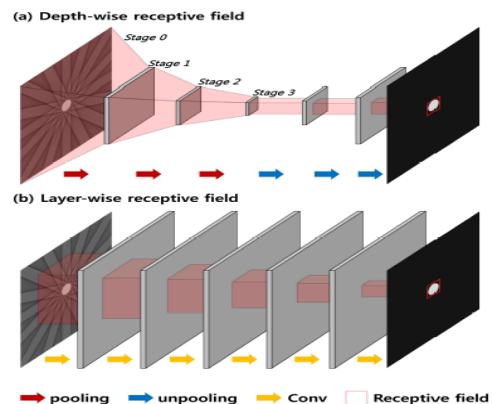 (a) Depth-wise receptive field
Stage 0
Stage 1
Stage 2
Stage 3
(b) Layer-wise receptive field
pooling unpooling Conv Receptive field